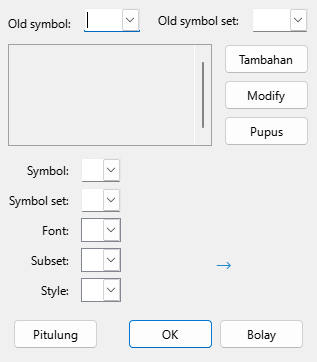 Old symbol:
Old symbol set:
Tambahan
Modify
Pupus
Symbol:
Symbol set:
Font:
Subset:
Style:
→
Pitulung
OK
Bolay